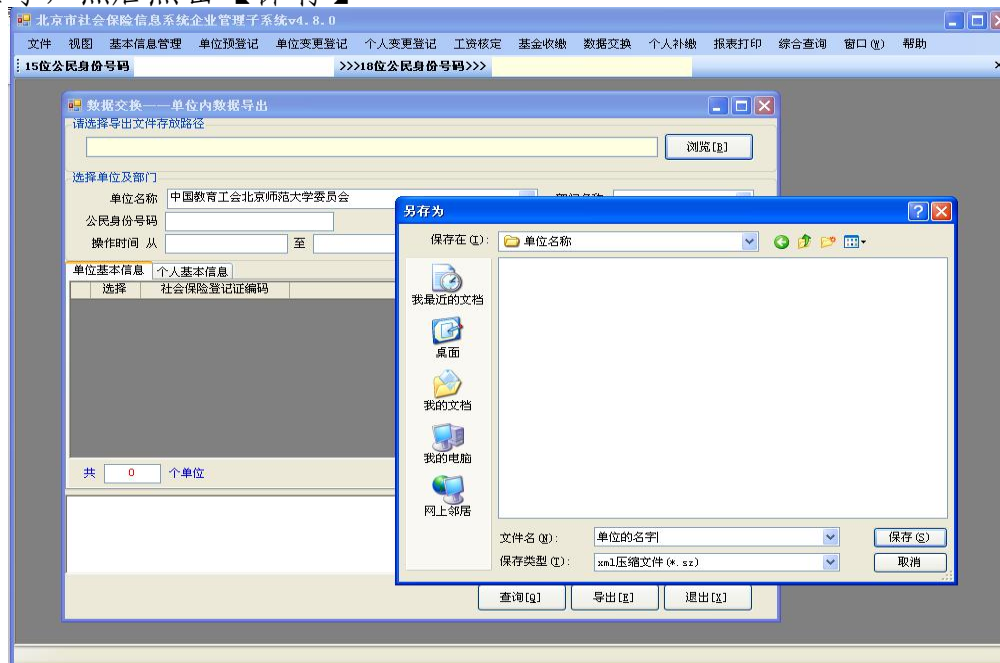 北京市社会保险信息系统企业管理子系统v4.8.0
文件 视图 基本信息管理 单位预登记 单位变更登记 个人变更登记 工资核定 基金收缴 数据交换 个人补缴 报表打印 综合查询 窗口(W) 帮助
15位公民身份号码 >>>18位公民身份号码>>>
数据交换——单位内数据导出
请选择导出文件存放路径
浏览[B]
选择单位及部门
单位名称 中国教育工会北京师范大学委员会
公民身份号码
操作时间 从 至
单位基本信息 个人基本信息
选择 社会保险登记证编码
共 0 个单位
查询[Q] 导出[E] 退出[X]
另存为
保存在(I): 单位名称
我最近的文档
桌面
我的文档
我的电脑
网上邻居
文件名(N): 单位的名字 保存(S)
保存类型(T): xml压缩文件(*.sz) 取消